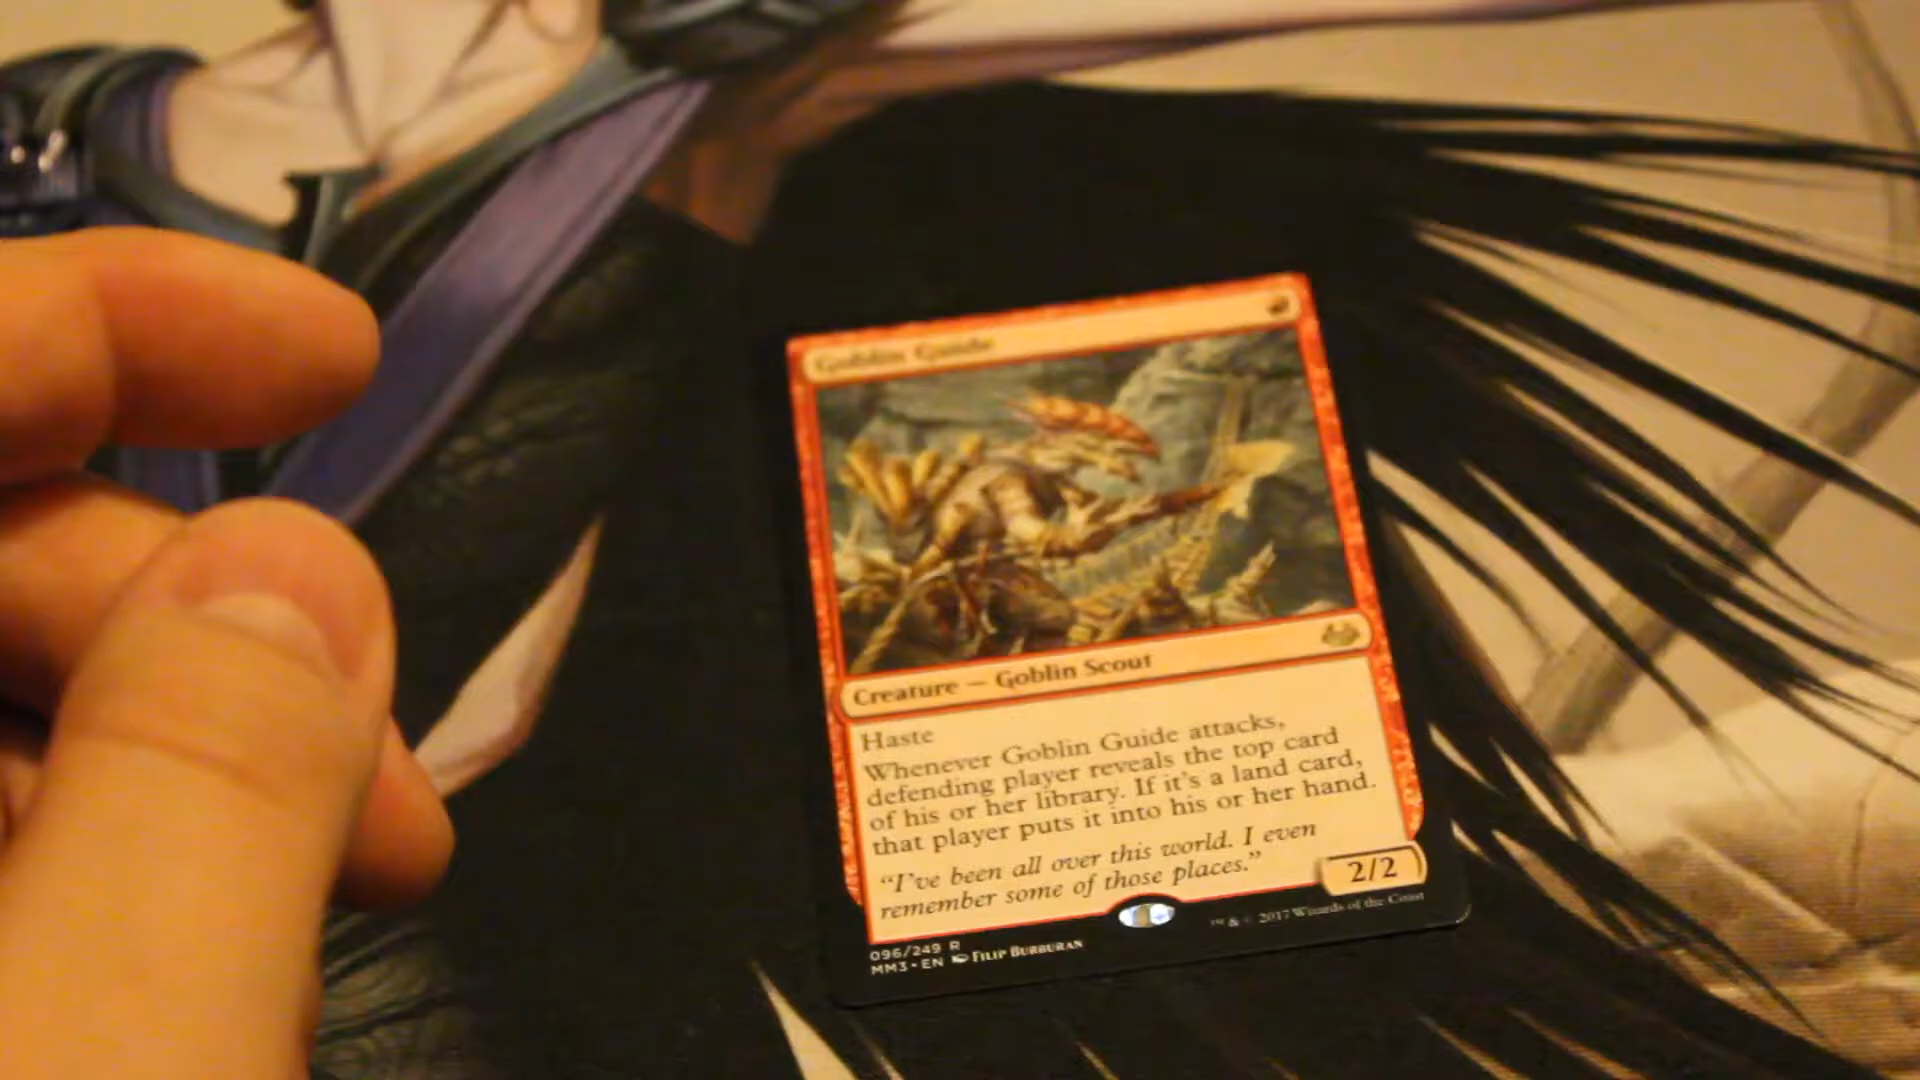 Goblin Guide
Creature — Goblin Scout
Haste
Whenever Goblin Guide attacks,
defending player reveals the top card
of his or her library. If it's a land card,
that player puts it into his or her hand.
“I've been all over this world. I even
remember some of those places.”
2/2
096/249 R
MM3 • EN FILIP BURBURAN
™ & © 2017 Wizards of the Coast